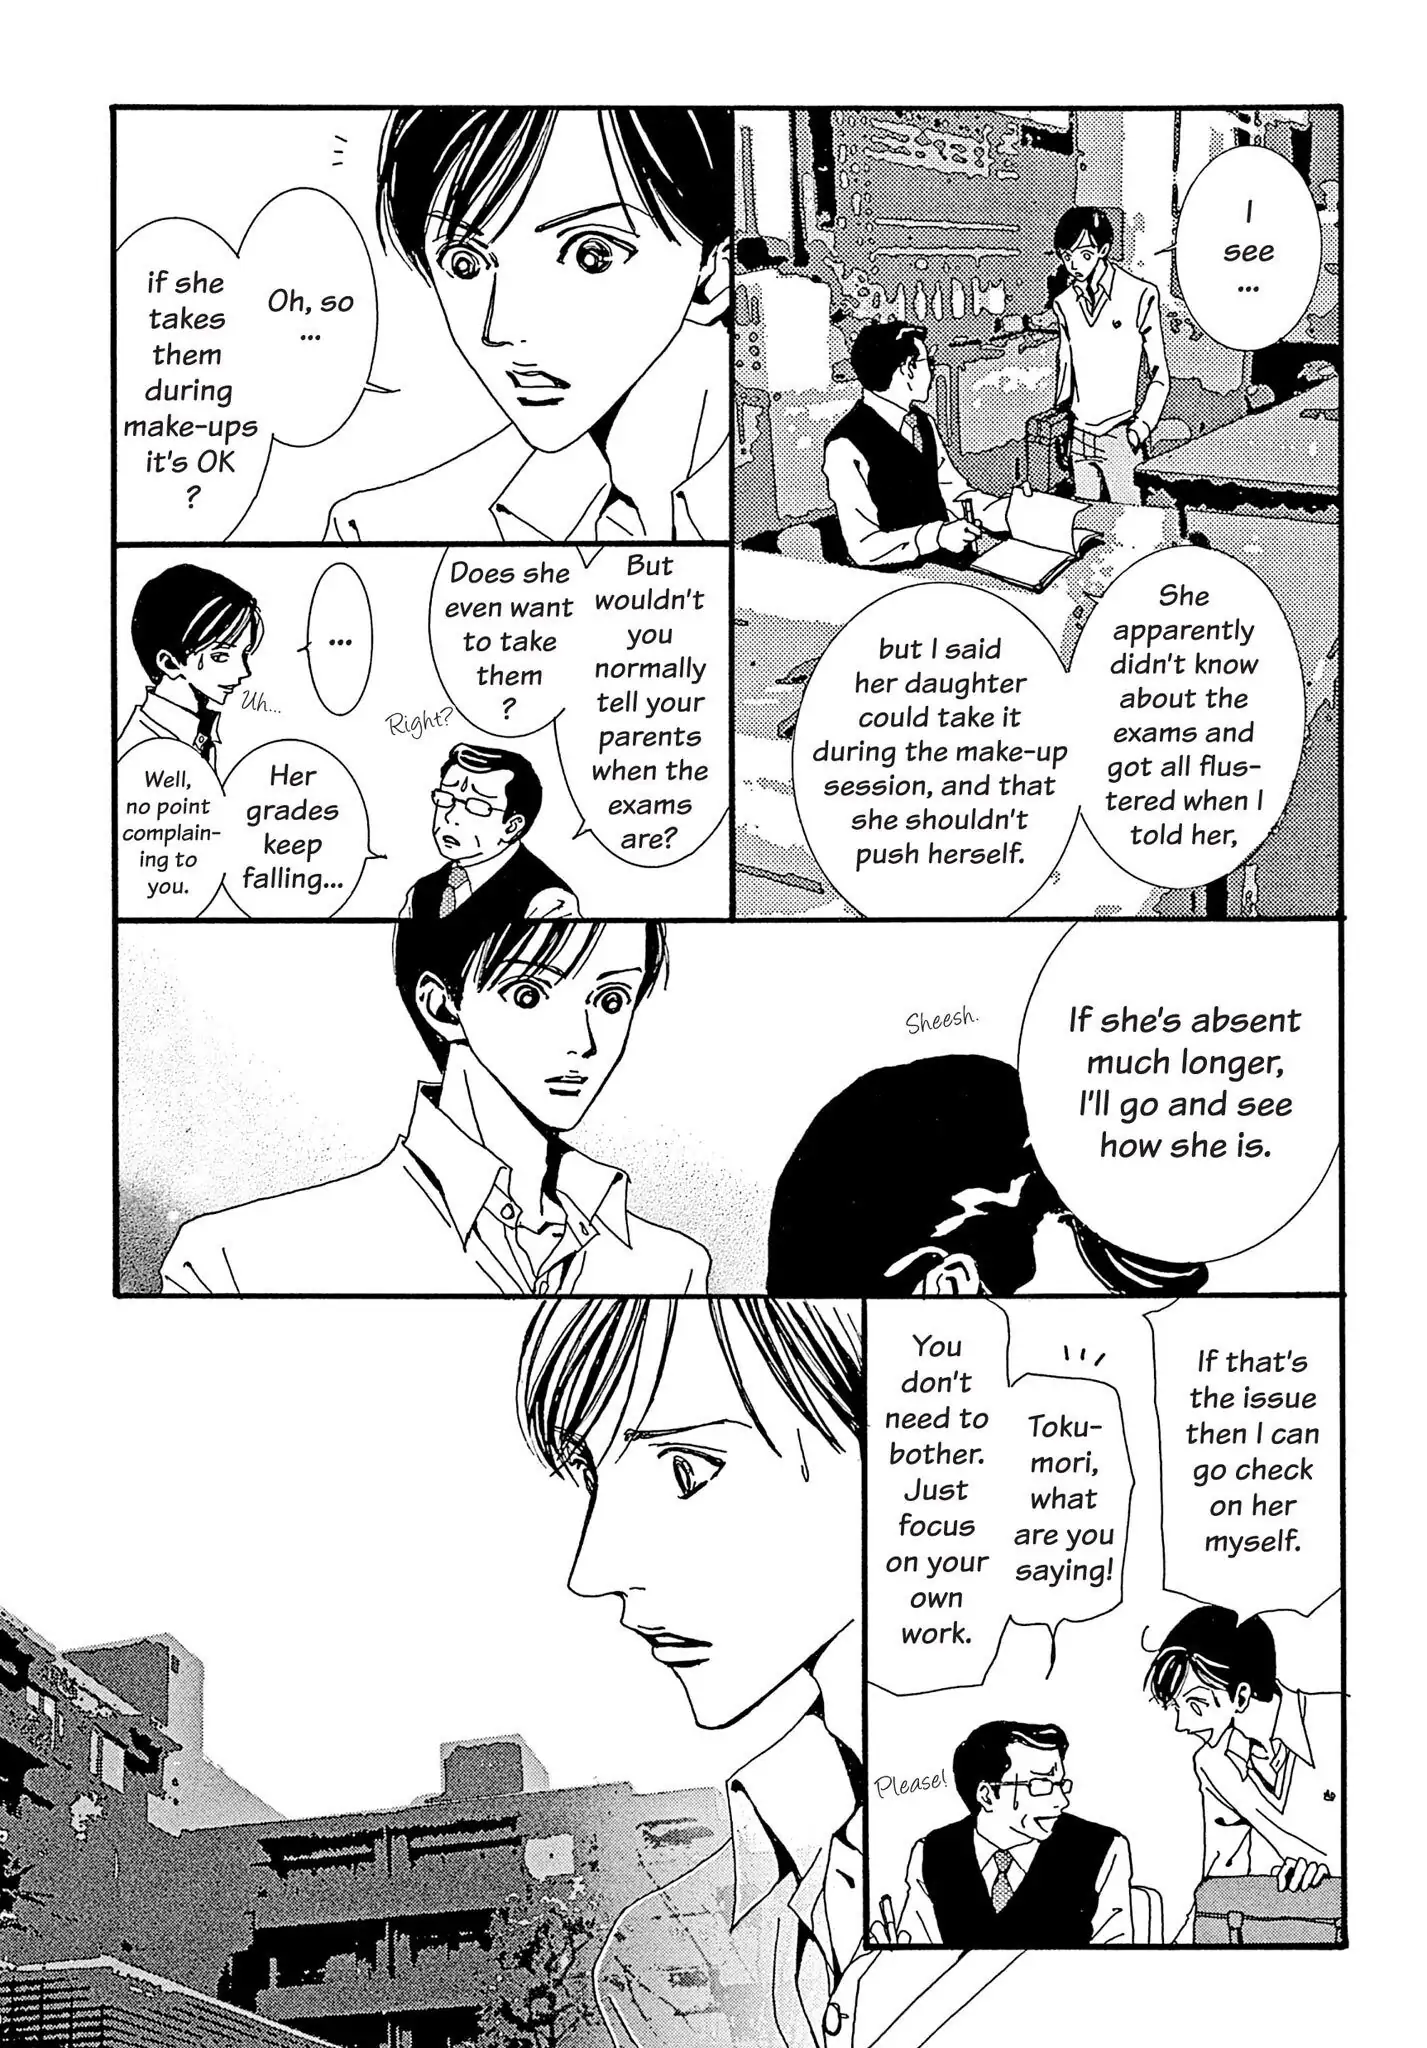 I
see
...
She
apparently
didn't know
about the
exams and
got all flus-
tered when I
told her,
but I said
her daughter
could take it
during the make-up
session, and that
she shouldn't
push herself.
Oh, so
...
if she
takes
them
during
make-ups
it's OK
?
But
wouldn't
you
normally
tell your
parents
when the
exams
are?
Does she
even want
to take
them
?
Right?
...
Uh...
Her
grades
keep
falling...
Well,
no point
complain-
ing to
you.
If she's absent
much longer,
I'll go and see
how she is.
Sheesh.
If that's
the issue
then I can
go check
on her
myself.
Toku-
mori,
what
are you
saying!
You
don't
need to
bother.
Just
focus
on your
own
work.
Please!